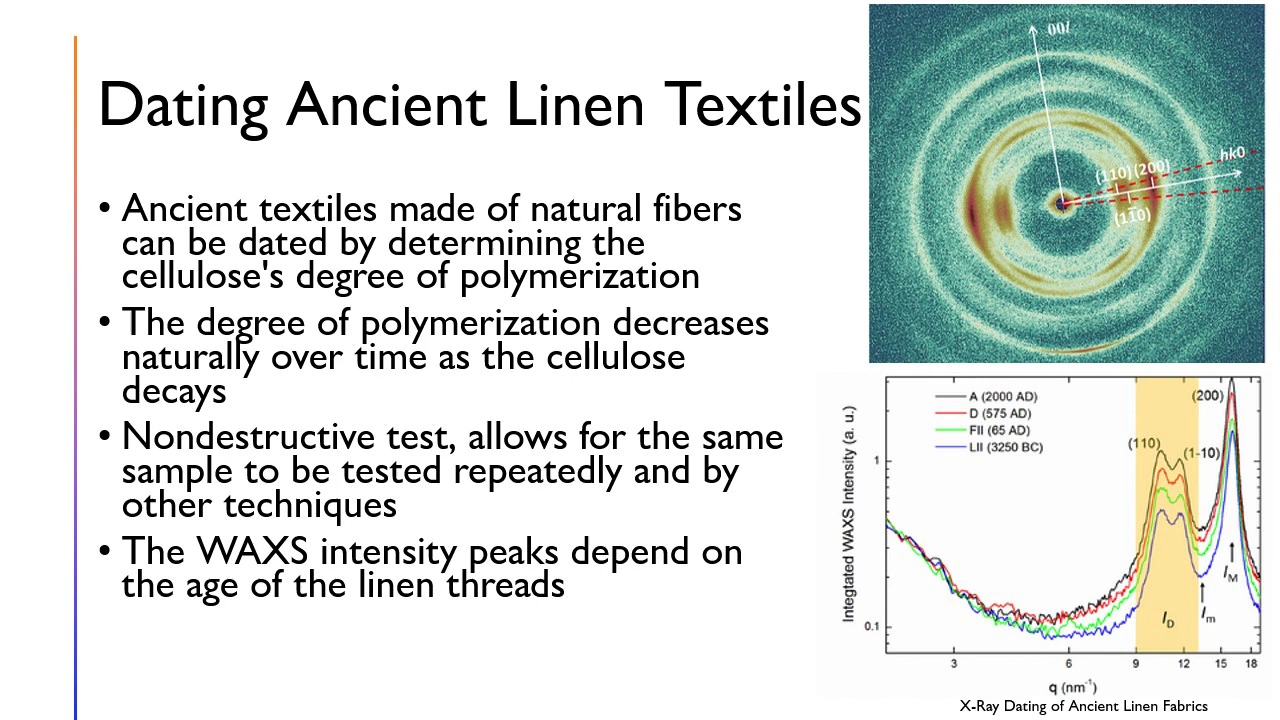 Dating Ancient Linen Textiles
• Ancient textiles made of natural fibers
can be dated by determining the
cellulose's degree of polymerization
• The degree of polymerization decreases
naturally over time as the cellulose
decays
• Nondestructive test, allows for the same
sample to be tested repeatedly and by
other techniques
• The WAXS intensity peaks depend on
the age of the linen threads
00l
hk0
(110) (200)
(11̄0)
A (2000 AD)
D (575 AD)
FII (65 AD)
LII (3250 BC)
(200)
(110)
(1-10)
Integtated WAXS Intensity (a. u.)
1
0.1
I_M
I_m
I_D
3 6 9 12 15 18
q (nm⁻¹)
X-Ray Dating of Ancient Linen Fabrics